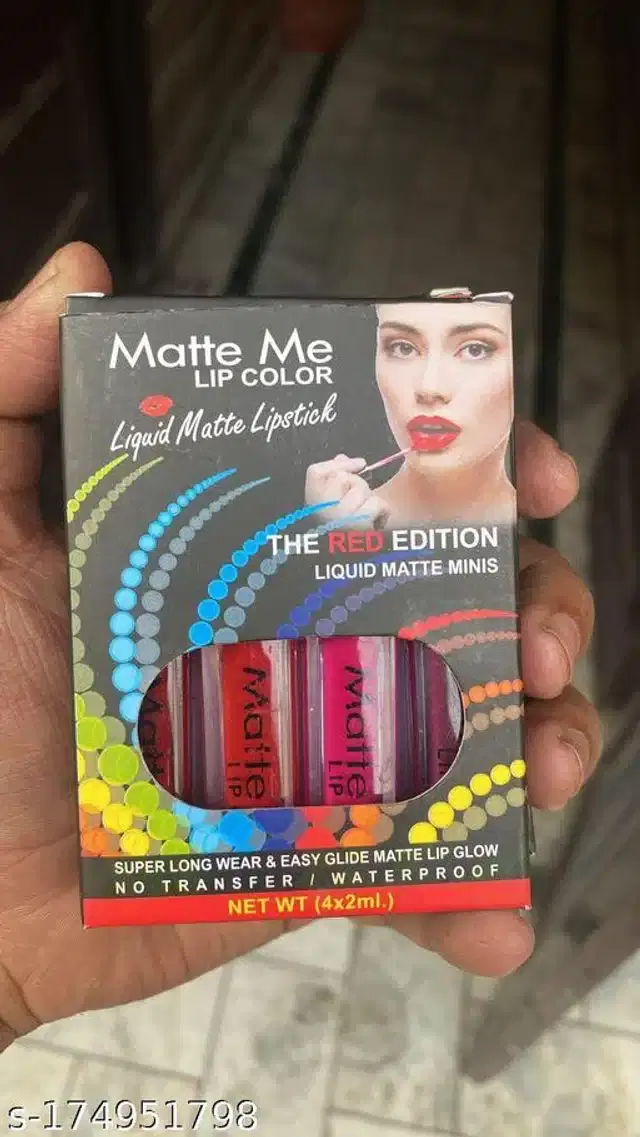 Matte Me
LIP COLOR
Liquid Matte Lipstick
THE RED EDITION
LIQUID MATTE MINIS
Matte
LIP
Matte
LIP
SUPER LONG WEAR & EASY GLIDE MATTE LIP GLOW
NO TRANSFER / WATERPROOF
NET WT (4x2ml.)
s-174951798